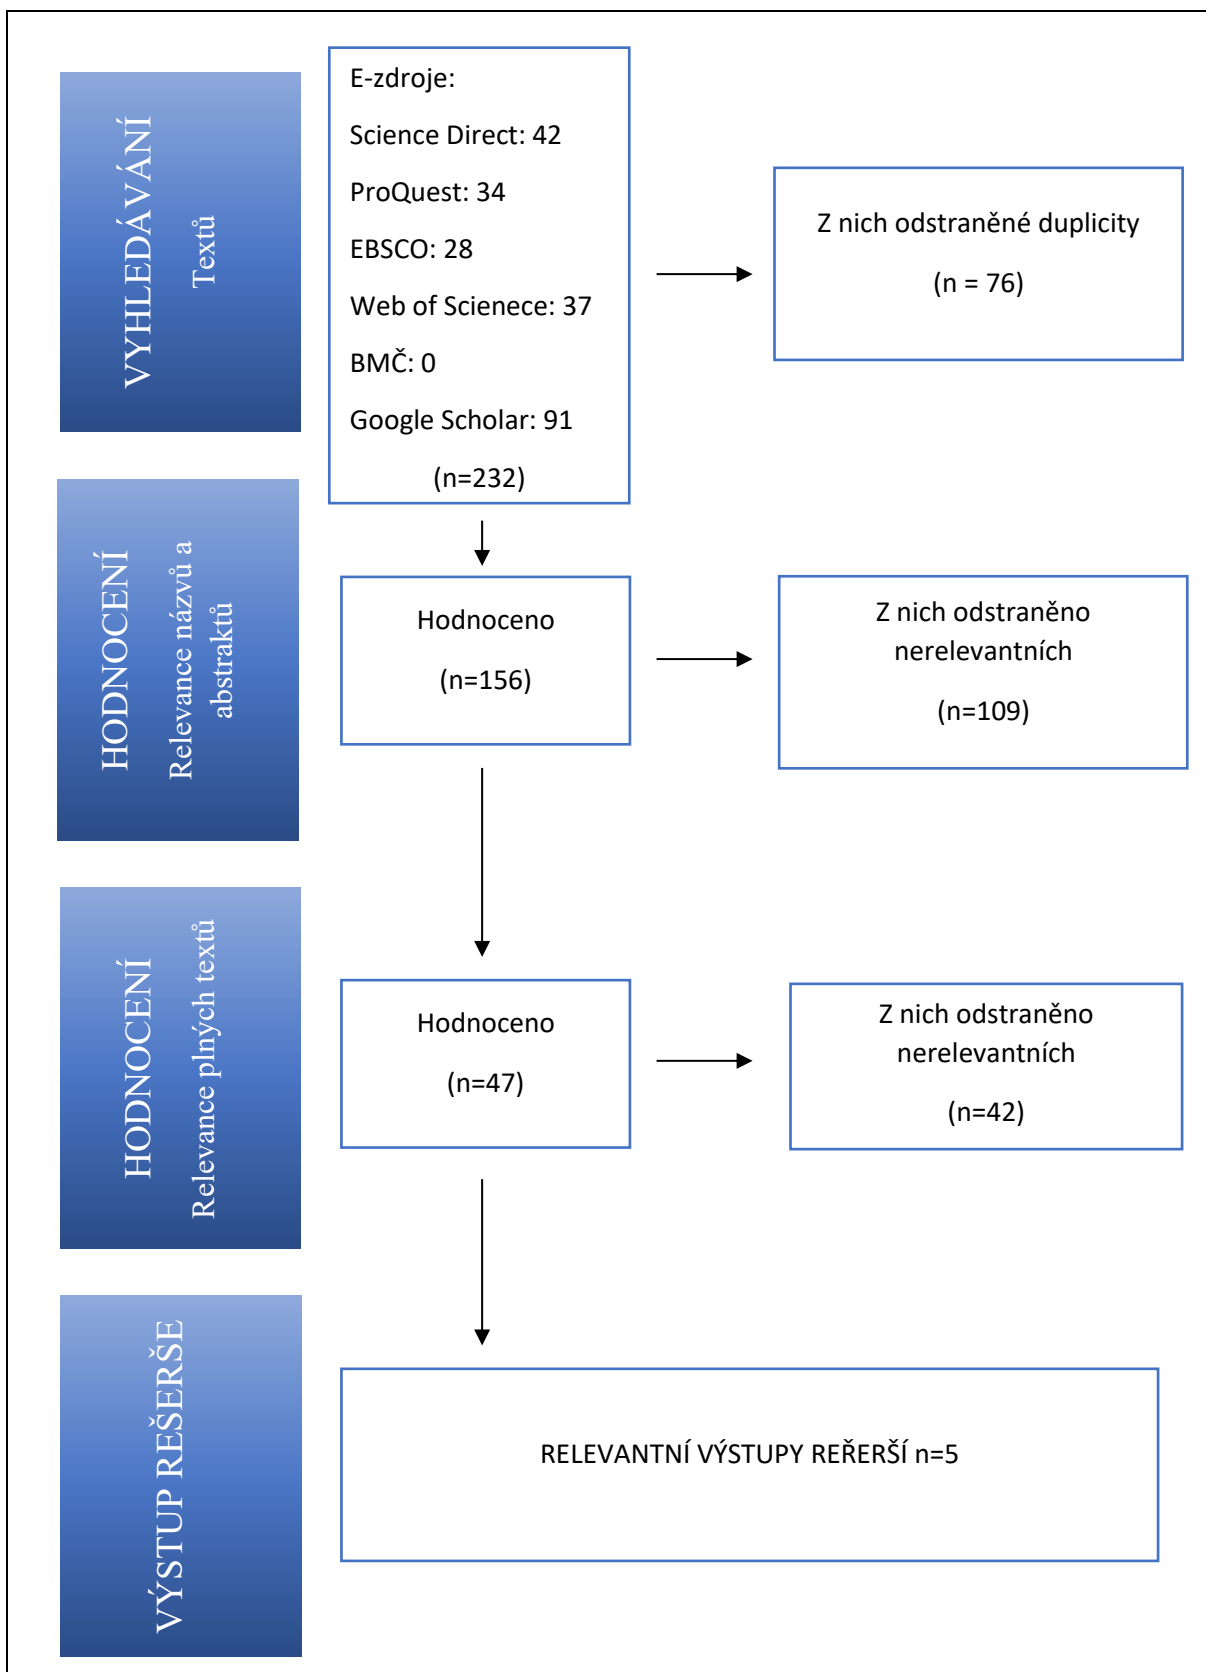 VYHLEDÁVÁNÍ
Textů
E-zdroje:
Science Direct: 42
ProQuest: 34
EBSCO: 28
Web of Scienece: 37
BMČ: 0
Google Scholar: 91
(n=232)
Z nich odstraněné duplicity
(n = 76)
HODNOCENÍ
Relevance názvů a
abstraktů
Hodnoceno
(n=156)
Z nich odstraněno
nerelevantních
(n=109)
HODNOCENÍ
Relevance plných textů
Hodnoceno
(n=47)
Z nich odstraněno
nerelevantních
(n=42)
VÝSTUP REŠERŠE
RELEVANTNÍ VÝSTUPY REŘERŠÍ n=5